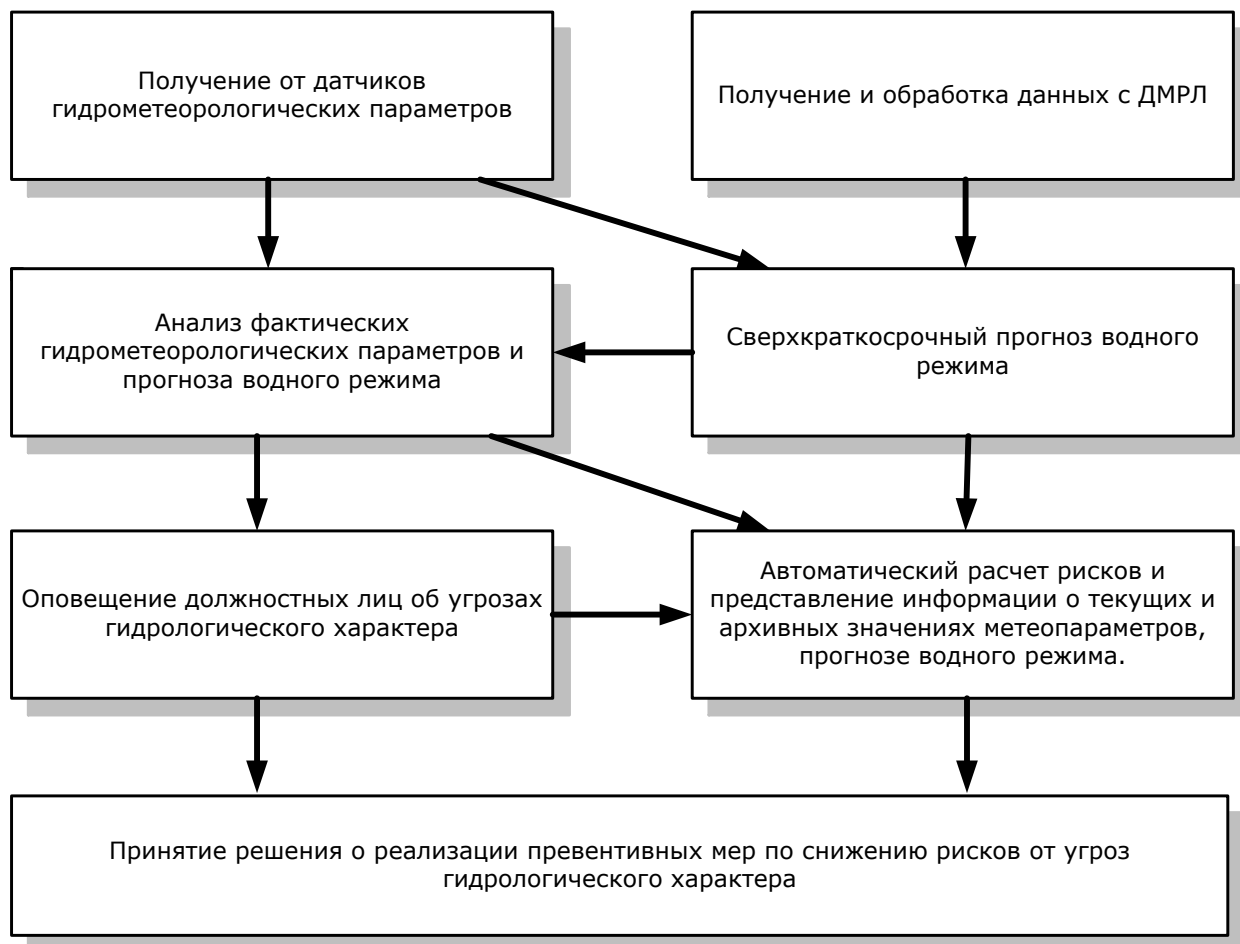 Получение от датчиков
гидрометеорологических параметров
Получение и обработка данных с ДМРЛ
Анализ фактических
гидрометеорологических параметров и
прогноза водного режима
Сверхкраткосрочный прогноз водного
режима
Оповещение должностных лиц об угрозах
гидрологического характера
Автоматический расчет рисков и
представление информации о текущих и
архивных значениях метеопараметров,
прогнозе водного режима.
Принятие решения о реализации превентивных мер по снижению рисков от угроз
гидрологического характера